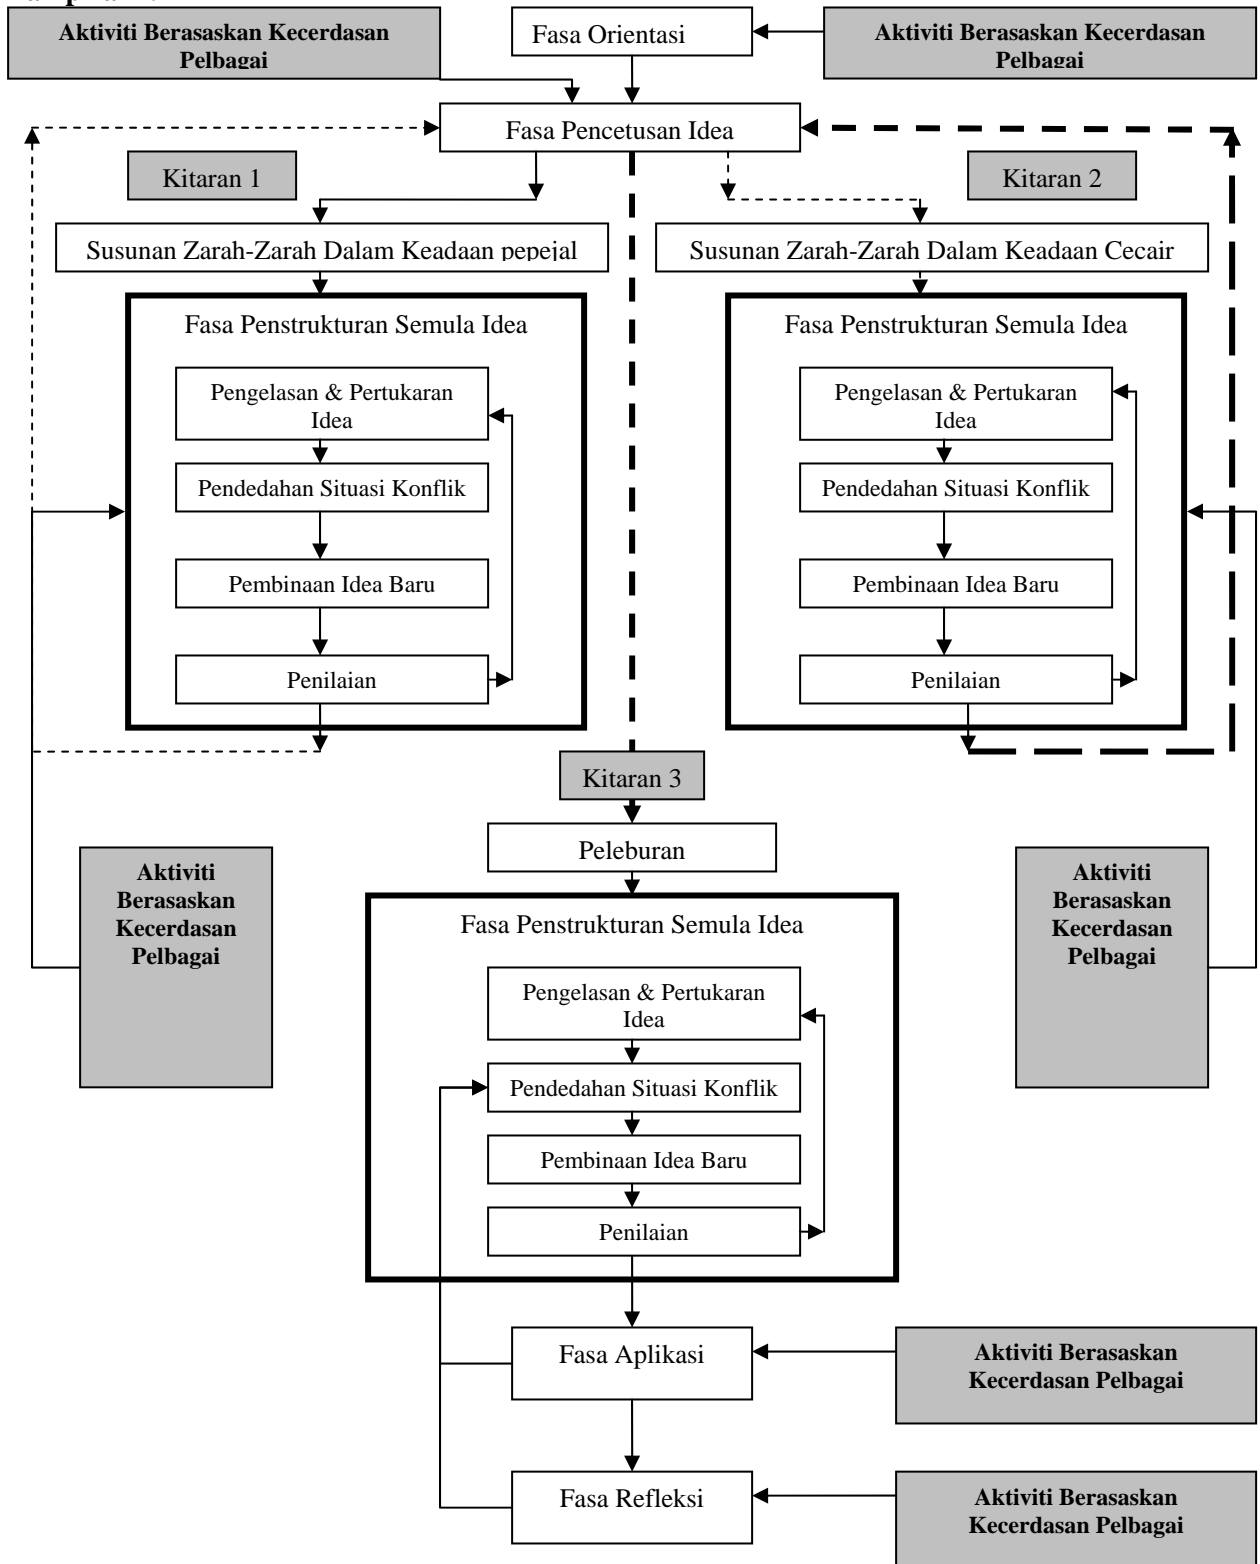 Aktiviti Berasaskan Kecerdasan
Pelbagai
Fasa Orientasi
Aktiviti Berasaskan Kecerdasan
Pelbagai
Fasa Pencetusan Idea
Kitaran 1
Kitaran 2
Susunan Zarah-Zarah Dalam Keadaan pepejal
Susunan Zarah-Zarah Dalam Keadaan Cecair
Fasa Penstrukturan Semula Idea
Pengelasan & Pertukaran
Idea
Pendedahan Situasi Konflik
Pembinaan Idea Baru
Penilaian
Fasa Penstrukturan Semula Idea
Pengelasan & Pertukaran
Idea
Pendedahan Situasi Konflik
Pembinaan Idea Baru
Penilaian
Kitaran 3
Peleburan
Aktiviti
Berasaskan
Kecerdasan
Pelbagai
Aktiviti
Berasaskan
Kecerdasan
Pelbagai
Fasa Penstrukturan Semula Idea
Pengelasan & Pertukaran
Idea
Pendedahan Situasi Konflik
Pembinaan Idea Baru
Penilaian
Fasa Aplikasi
Aktiviti Berasaskan
Kecerdasan Pelbagai
Fasa Refleksi
Aktiviti Berasaskan
Kecerdasan Pelbagai